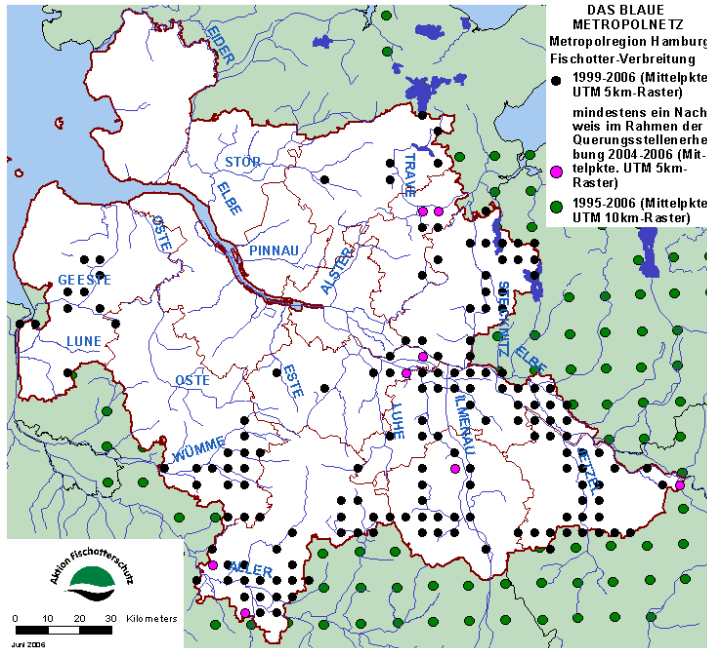 DAS BLAUE
METROPOLNETZ
Metropolregion Hamburg
Fischotter-Verbreitung
1999-2006 (Mittelpkte
UTM 5km-Raster)
mindestens ein Nach
weis im Rahmen der
Querungsstellenerhe
bung 2004-2006 (Mit-
telpkte. UTM 5km-
Raster)
1995-2006 (Mittelpkte
UTM 10km-Raster)
EIDER
STÖR
TRAVE
ELBE
OSTE
PINNAU
ALSTER
GEESTE
STECKNITZ
LUNE
ELBE
OSTE
ESTE
LUHE
ILMENAU
WÜMME
JETZEL
ALLER
Aktion Fischotterschutz
0 10 20 30 Kilometers
Juni 2006